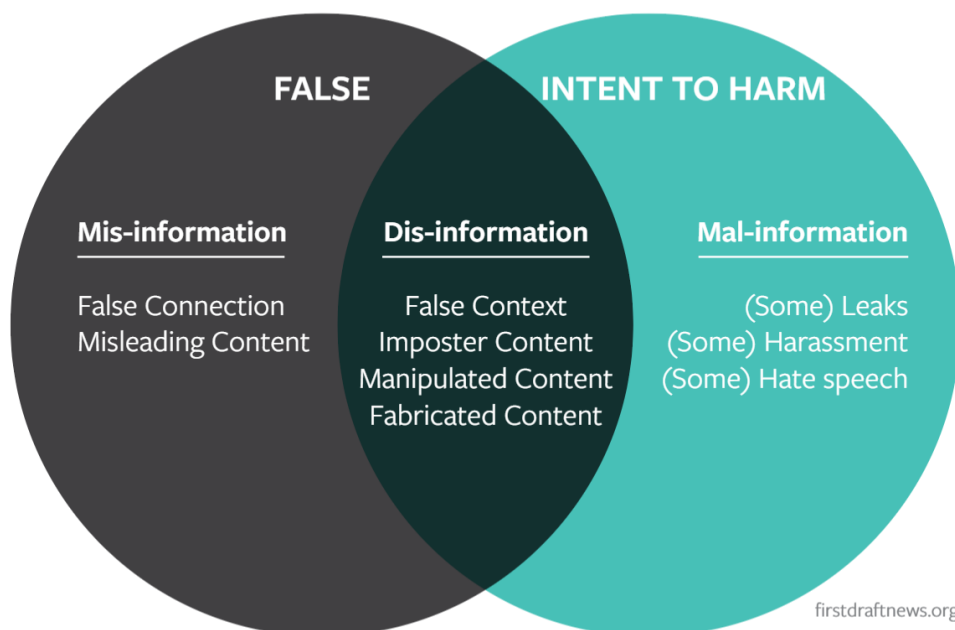 FALSE
INTENT TO HARM
Mis-information
False Connection
Misleading Content
Dis-information
False Context
Imposter Content
Manipulated Content
Fabricated Content
Mal-information
(Some) Leaks
(Some) Harassment
(Some) Hate speech
firstdraftnews.org